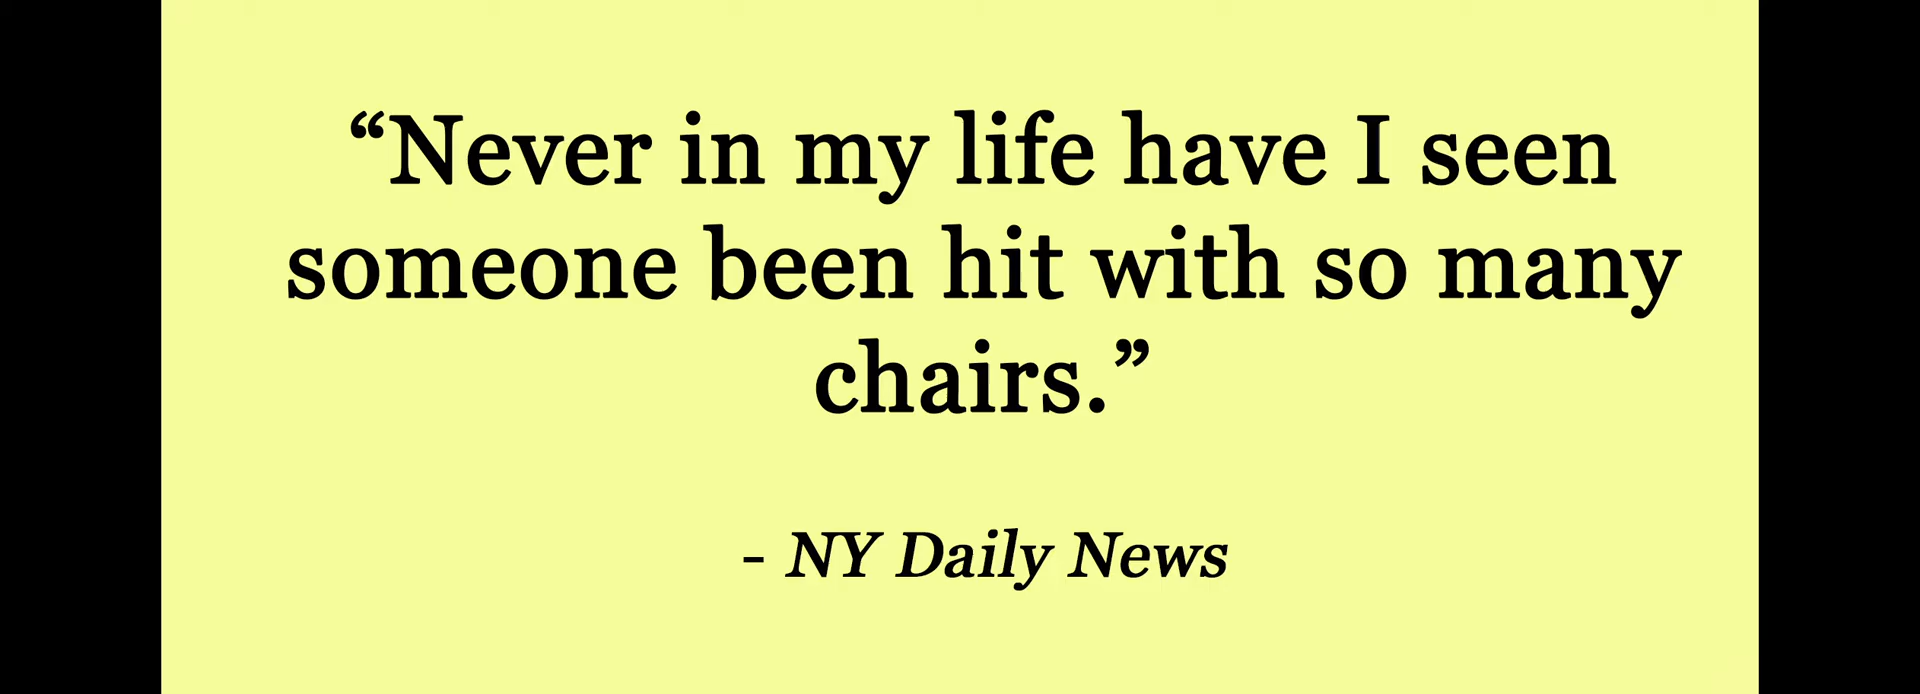 “Never in my life have I seen
someone been hit with so many
chairs.”
- NY Daily News